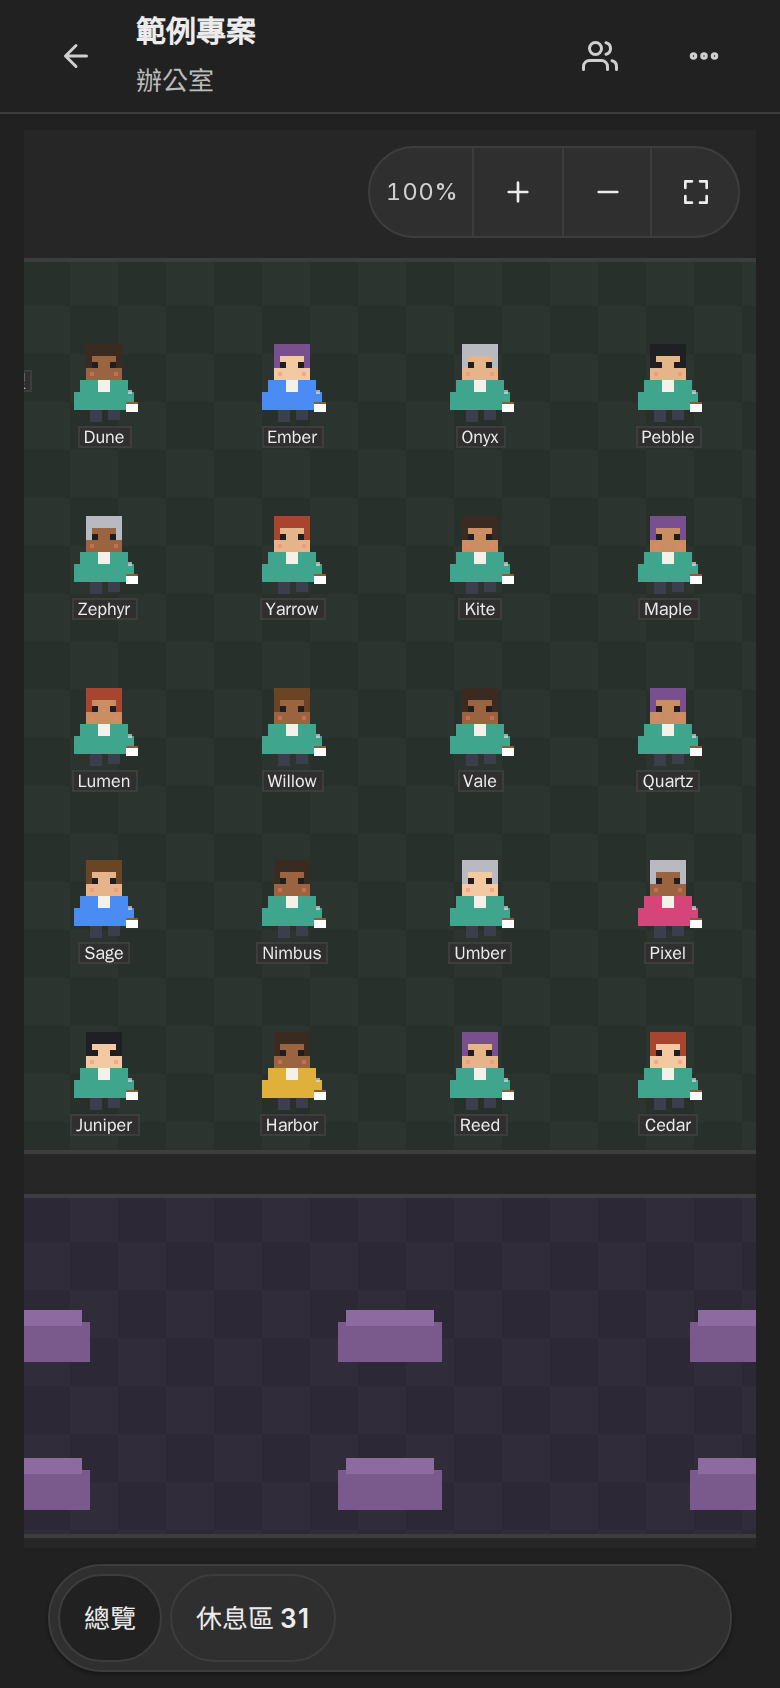 範例專案
辦公室
100%
Dune
Ember
Onyx
Pebble
Zephyr
Yarrow
Kite
Maple
Lumen
Willow
Vale
Quartz
Sage
Nimbus
Umber
Pixel
Juniper
Harbor
Reed
Cedar
總覽
休息區 31